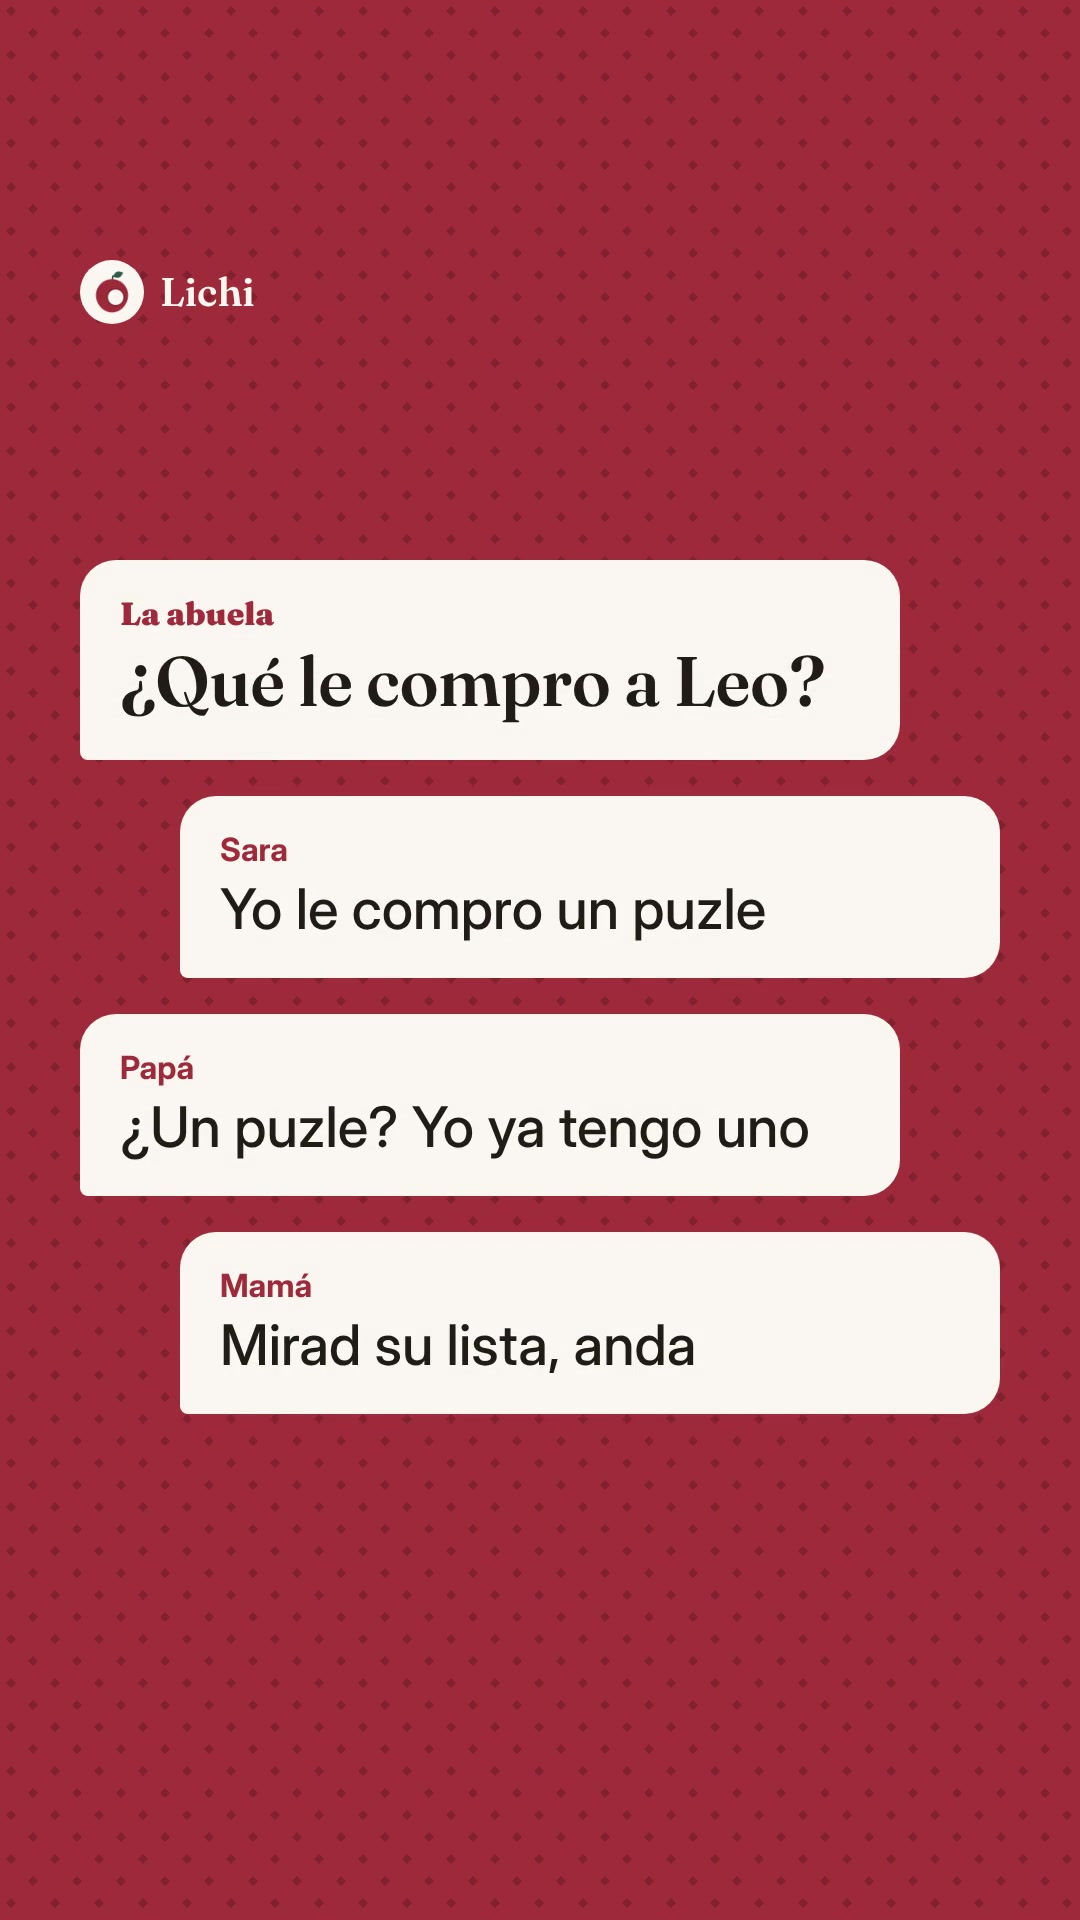 Lichi
La abuela
¿Qué le compro a Leo?
Sara
Yo le compro un puzle
Papá
¿Un puzle? Yo ya tengo uno
Mamá
Mirad su lista, anda